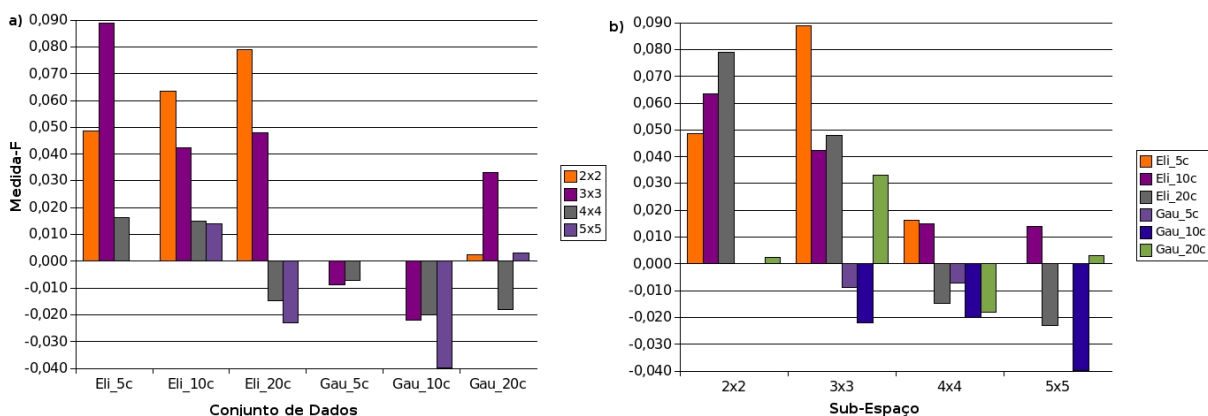 a)
0,090
0,080
0,070
0,060
0,050
0,040
0,030
0,020
0,010
0,000
-0,010
-0,020
-0,030
-0,040
Medida-F
Eli_5c Eli_10c Eli_20c Gau_5c Gau_10c Gau_20c
Conjunto de Dados
2x2
3x3
4x4
5x5
b)
0,090
0,080
0,070
0,060
0,050
0,040
0,030
0,020
0,010
0,000
-0,010
-0,020
-0,030
-0,040
2x2 3x3 4x4 5x5
Sub-Espaço
Eli_5c
Eli_10c
Eli_20c
Gau_5c
Gau_10c
Gau_20c